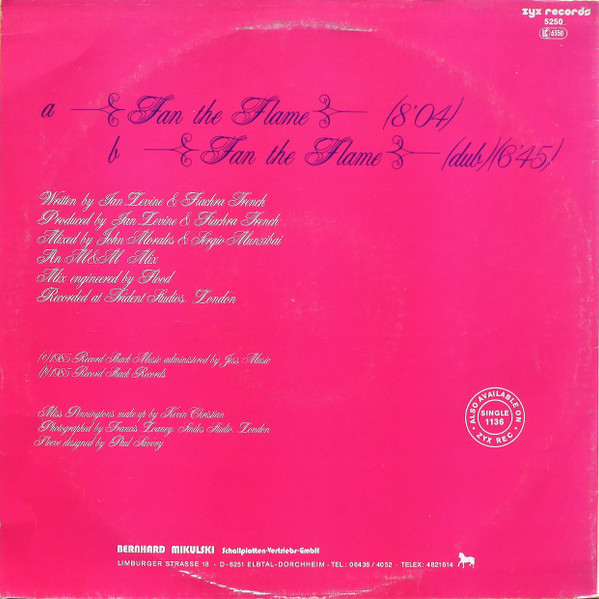 zyx records
5250
LC 6350
a Fan the Flame (8'04)
b Fan the Flame (dub) (6'45)
Written by Ian Levine & Fiachra Trench
Produced by Ian Levine & Fiachra Trench
Mixed by John Morales & Sergio Munzibai
An M&M Mix
Mix engineered by Flood
Recorded at Trident Studios, London
(c) 1985 Record Shack Music administered by Jess Music
(p) 1985 Record Shack Records
Miss Penningtons make up by Kevin Christian
Photographed by Francis Loaney, Smiles Studio, London
Sleeve designed by Paul Savory
• ALSO AVAILABLE ON •
SINGLE
1136
ZYX REC
BERNHARD MIKULSKI Schallplatten-Vertriebs-GmbH
LIMBURGER STRASSE 18 - D-6251 ELBTAL-DORCHHEIM - TEL: 06436 / 4052 - TELEX: 4821614